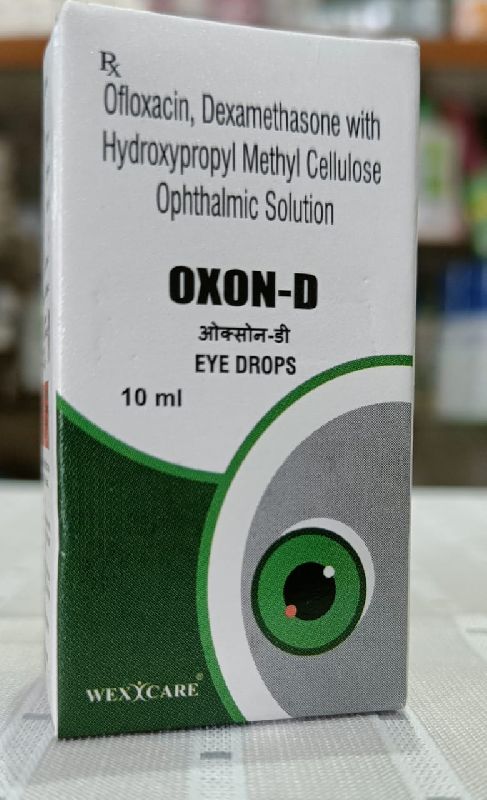 Rx
Ofloxacin, Dexamethasone with
Hydroxypropyl Methyl Cellulose
Ophthalmic Solution
OXON-D
ओक्सोन-डी
EYE DROPS
10 ml
WEXXCARE®